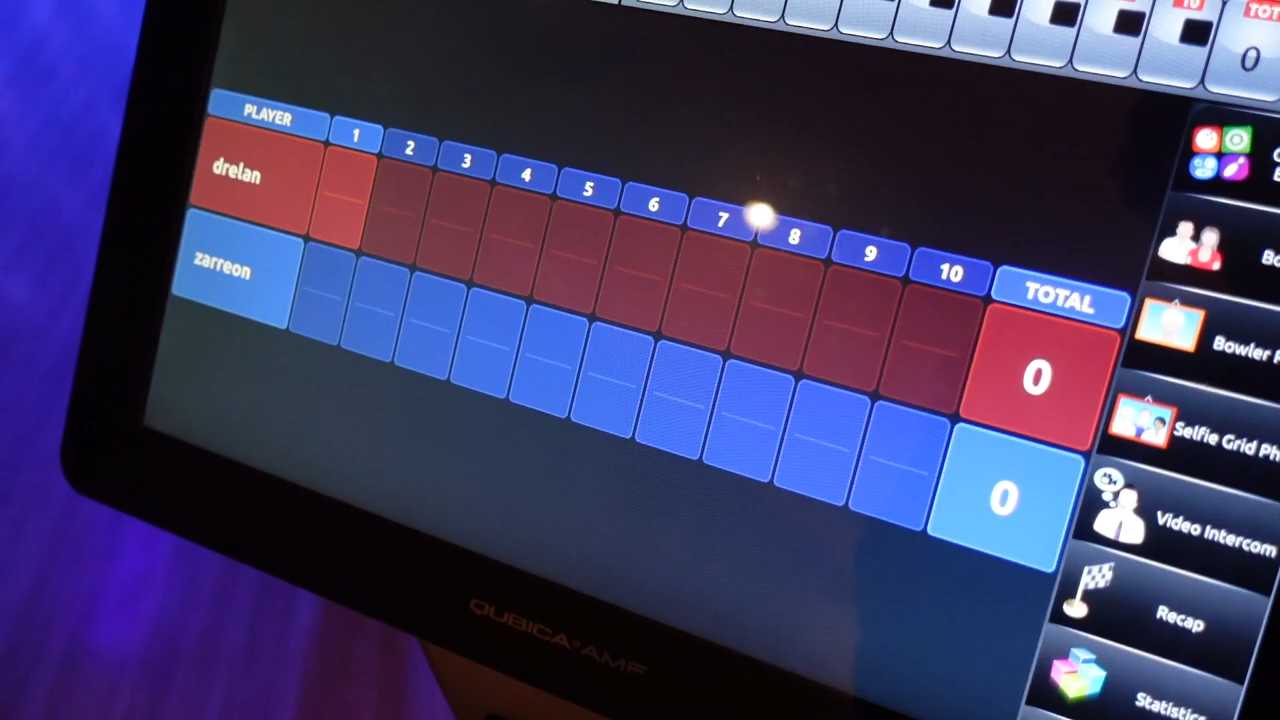 10
TOT
0
PLAYER 1 2 3 4 5 6 7 8 9 10 TOTAL
drelan 0
zarreon 0
Bowler
Selfie Grid Ph
Video Intercom
Recap
Statistics
QUBICA AMF